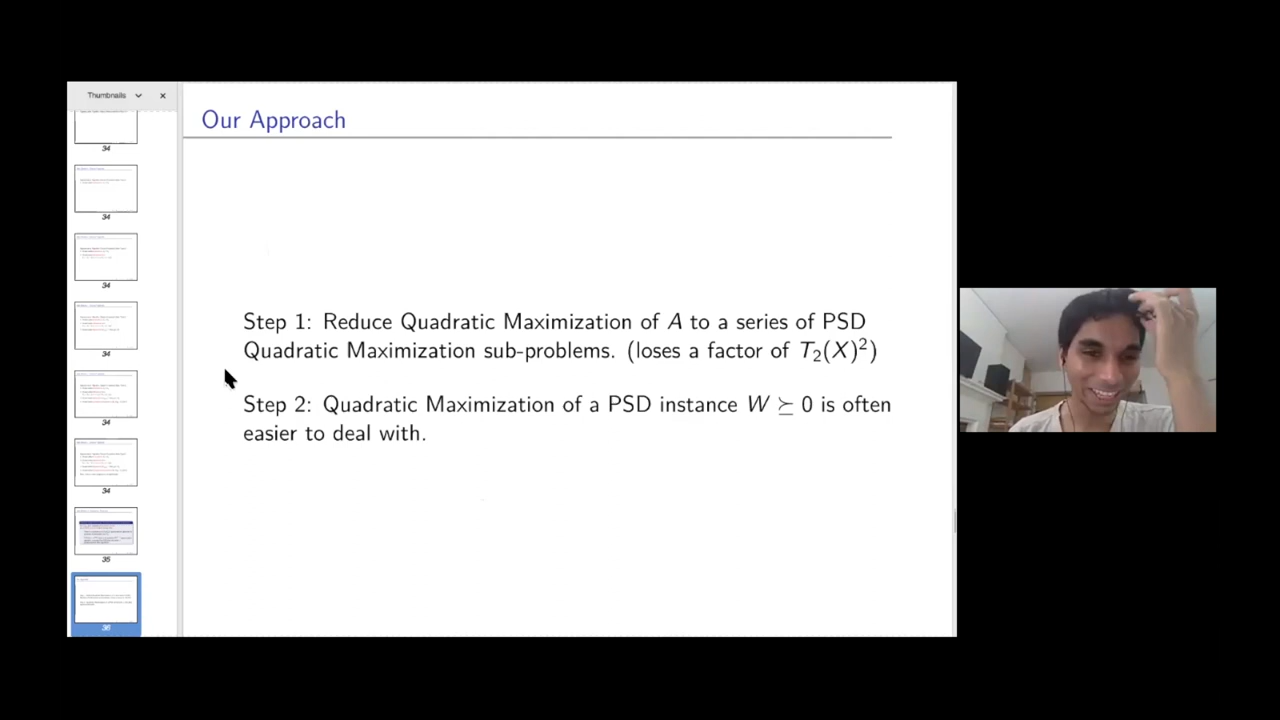 Thumbnails
Our Approach
34
34
34
34
34
34
35
36
Step 1: Reduce Quadratic Maximization of A to a series of PSD
Quadratic Maximization sub-problems. (loses a factor of T₂(X)²)
Step 2: Quadratic Maximization of a PSD instance W ⪰ 0 is often
easier to deal with.